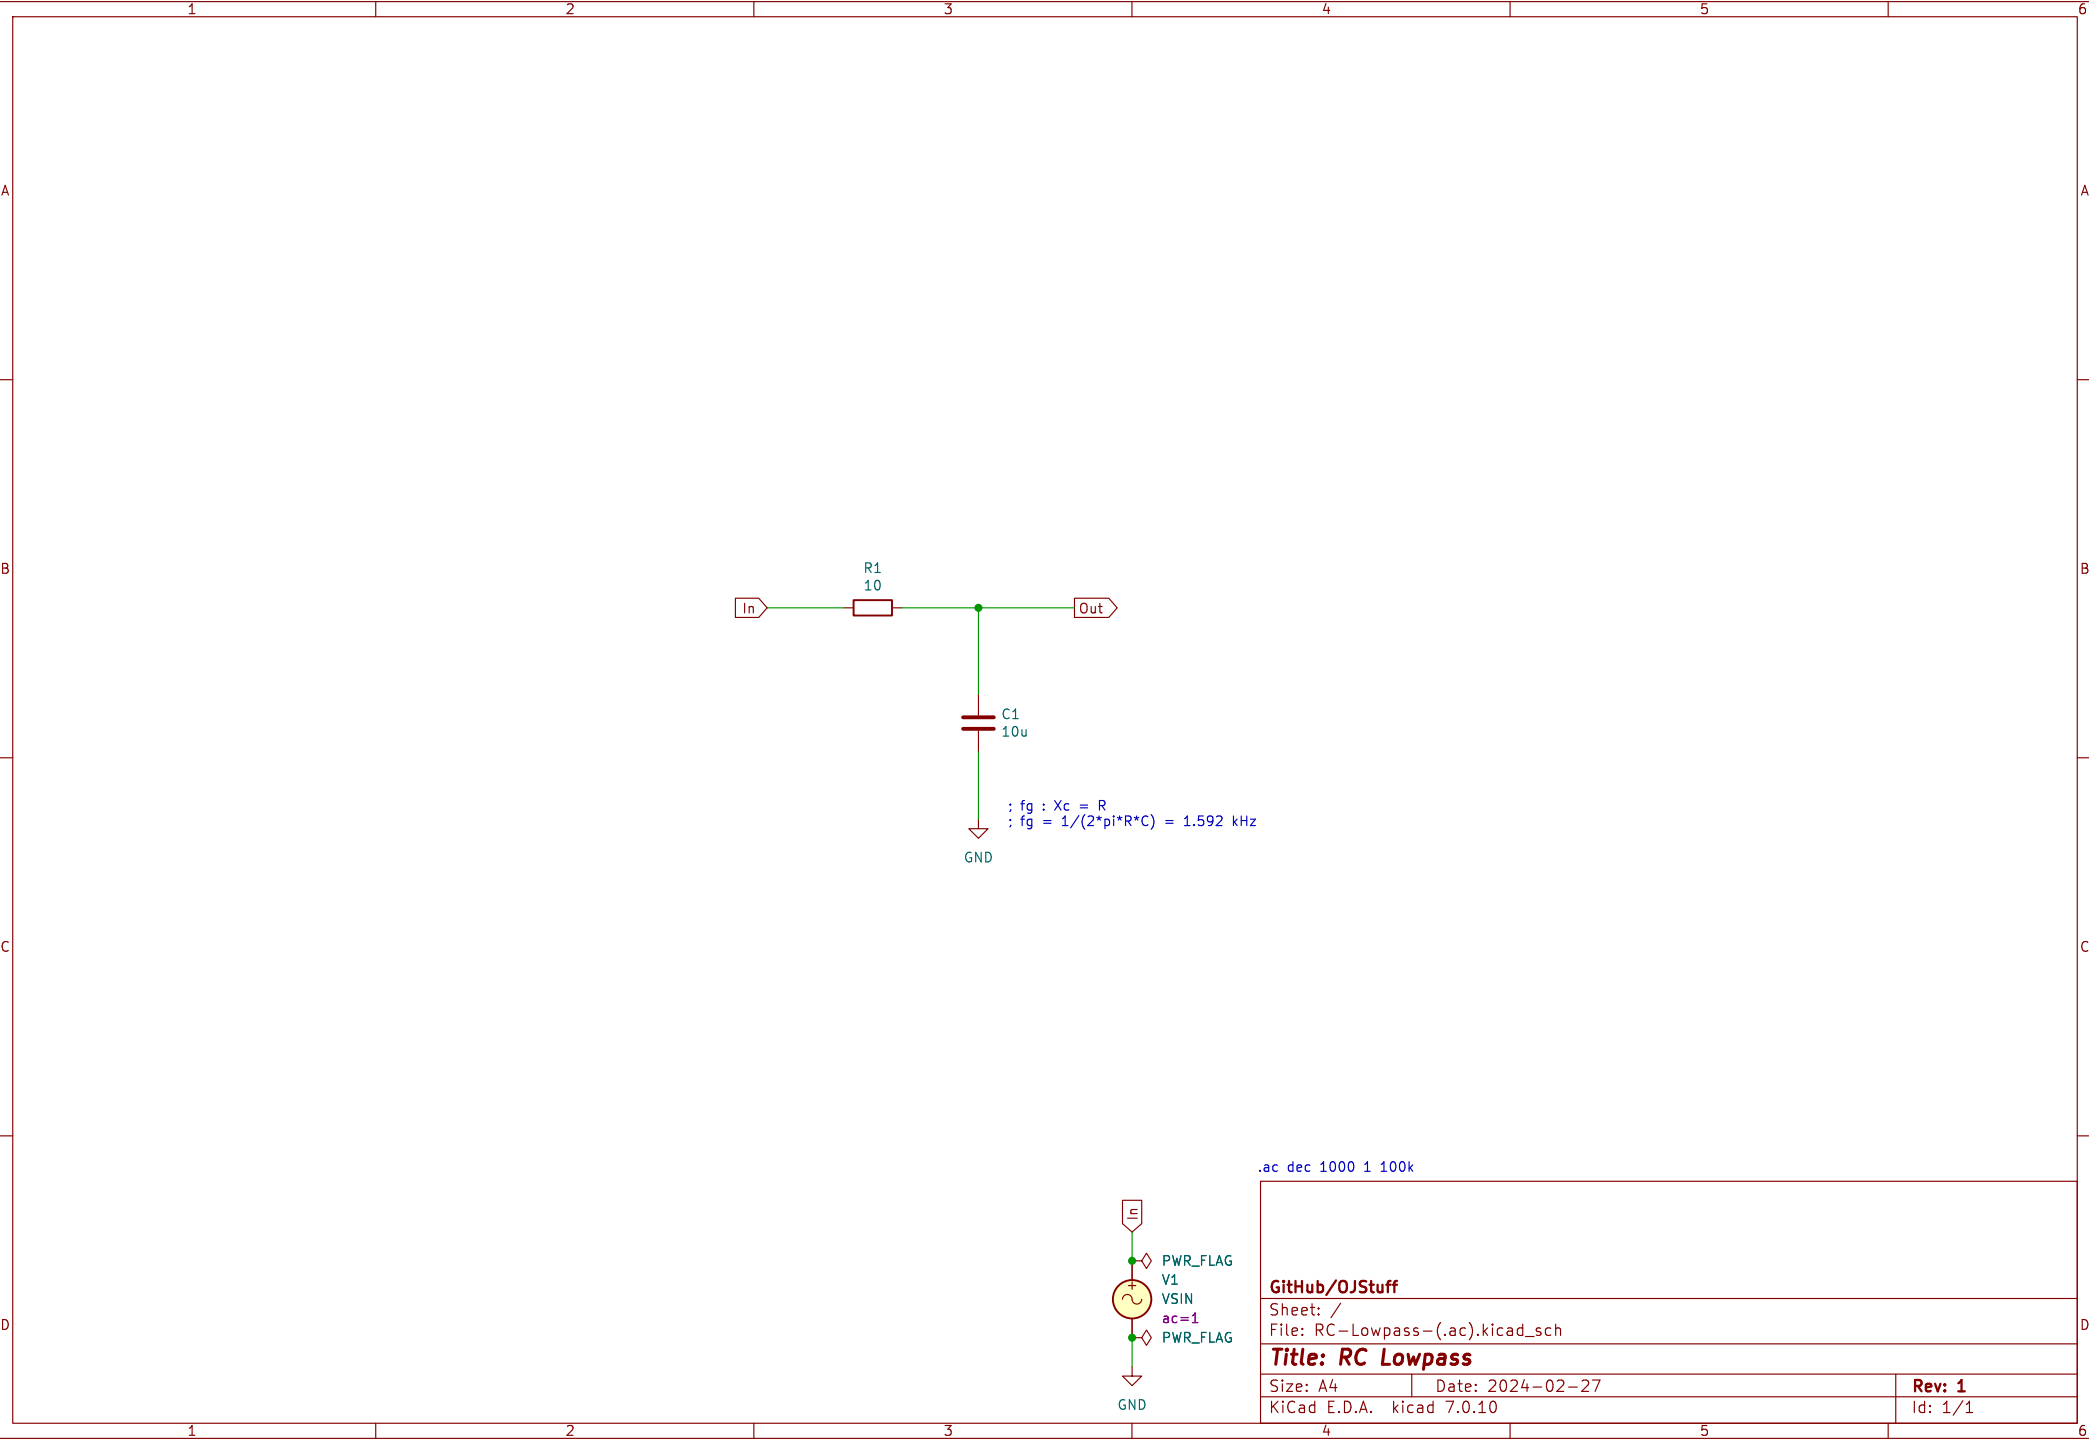 1 2 3 4 5 6
A A
B B
R1
10
In
Out
C1
10u
; fg : Xc = R
; fg = 1/(2*pi*R*C) = 1.592 kHz
GND
C C
.ac dec 1000 1 100k
In
PWR_FLAG
V1
VSIN
ac=1
PWR_FLAG
GND
D D
GitHub/OJStuff
Sheet: /
File: RC-Lowpass-(.ac).kicad_sch
Title: RC Lowpass
Size: A4 Date: 2024-02-27 Rev: 1
KiCad E.D.A. kicad 7.0.10 Id: 1/1
1 2 3 4 5 6